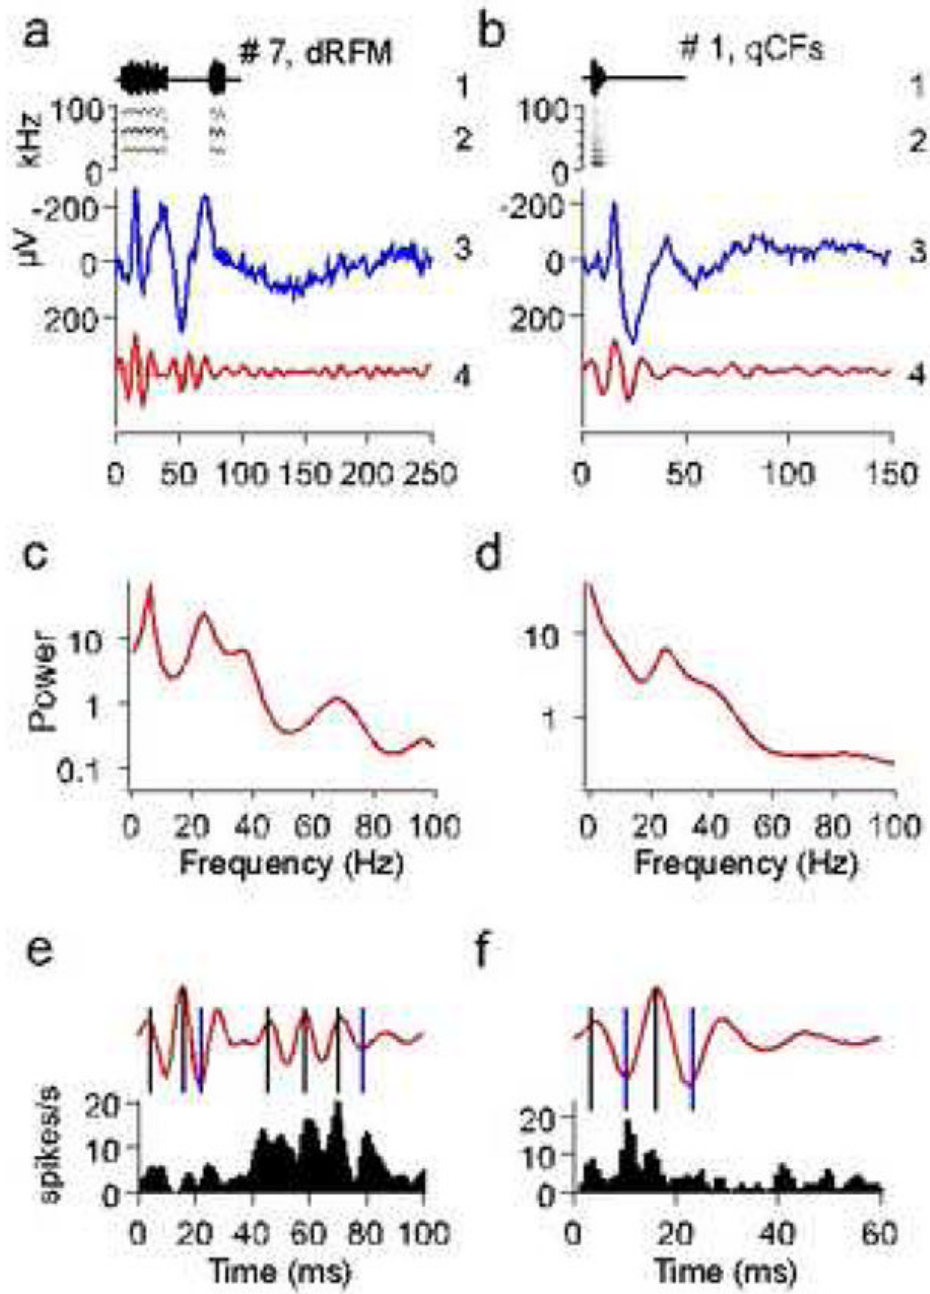 a
# 7, dRFM
1
100
kHz
2
0
-200
µV
0
3
200
4
0 50 100 150 200 250
b
# 1, qCFs
1
100
2
0
-200
0
3
200
4
0 50 100 150
c
Power
10
1
0.1
0 20 40 60 80 100
Frequency (Hz)
d
10
1
0 20 40 60 80 100
Frequency (Hz)
e
spikes/s
20
10
0
0 20 40 60 80 100
Time (ms)
f
20
10
0
0 20 40 60
Time (ms)